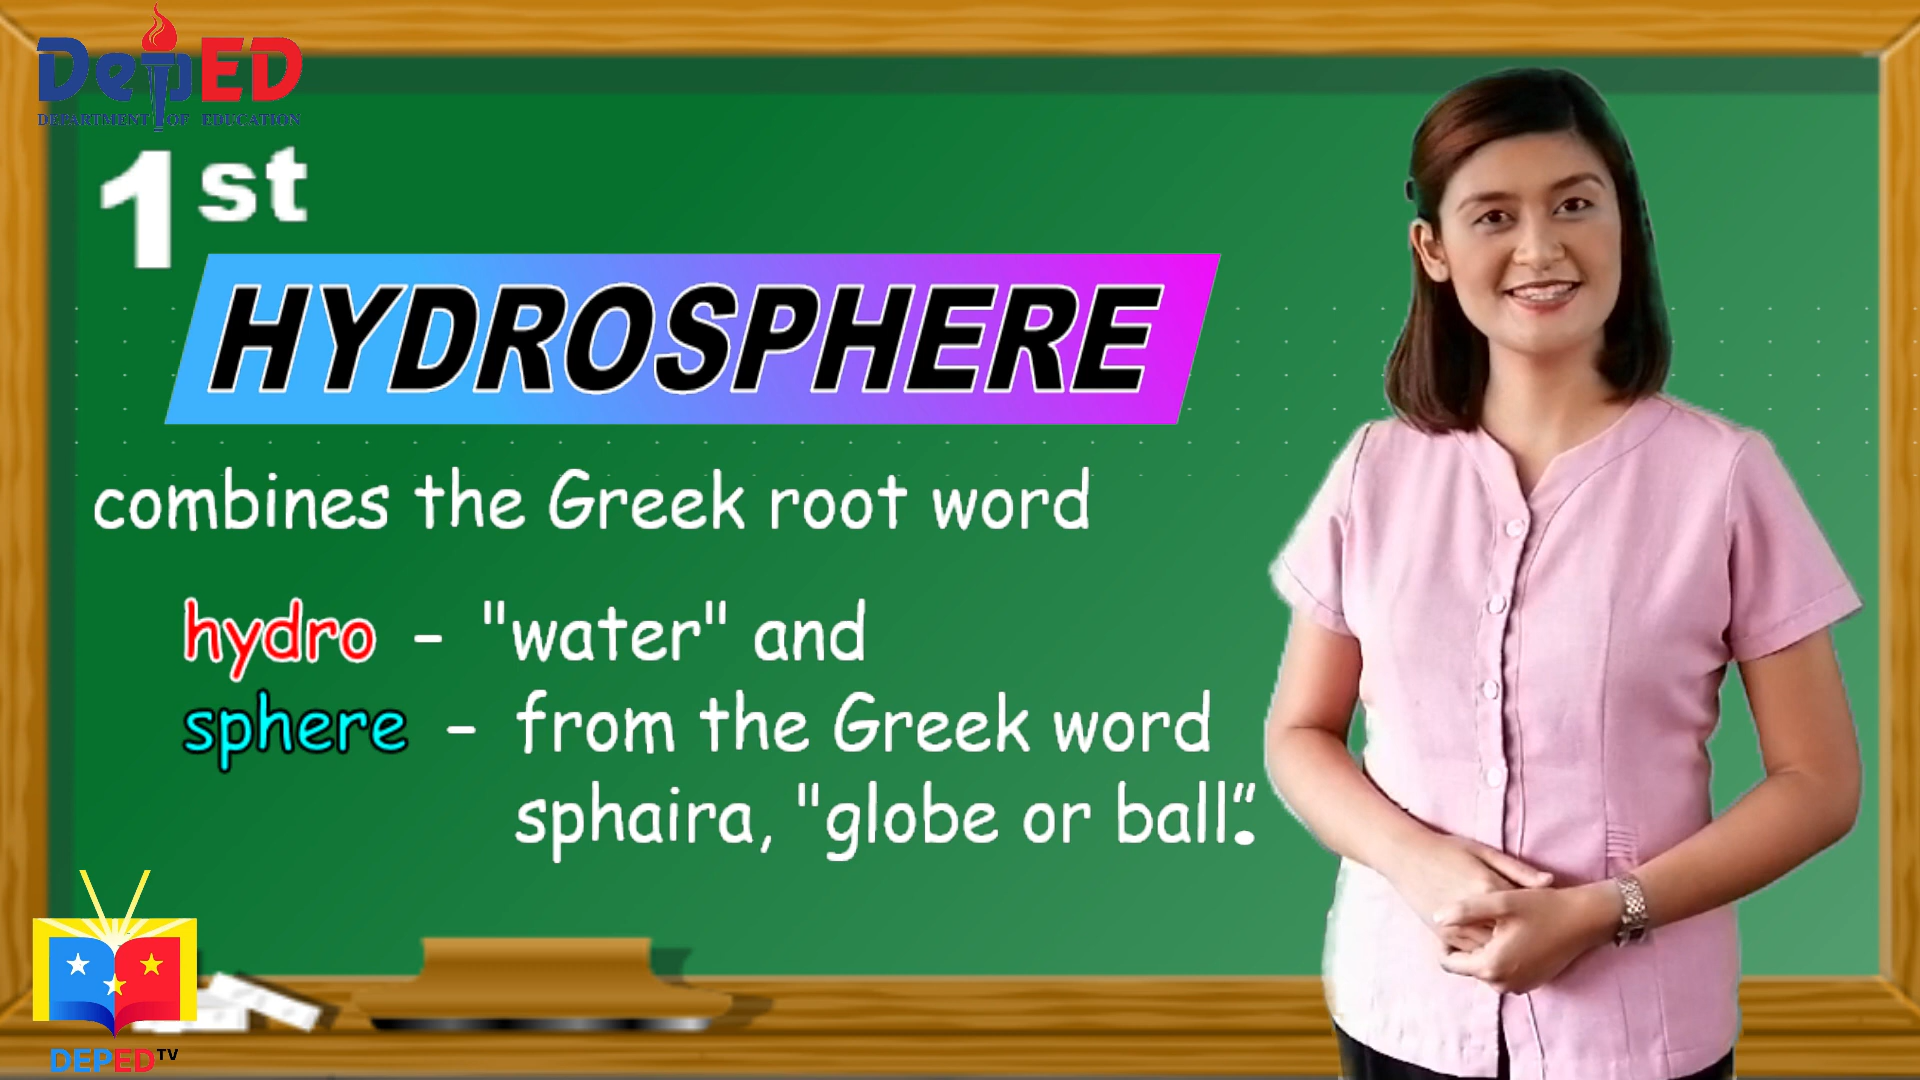 DepED
DEPARTMENT OF EDUCATION
1st
HYDROSPHERE
combines the Greek root word
hydro - "water" and
sphere - from the Greek word
sphaira, "globe or ball”.
DEPED TV